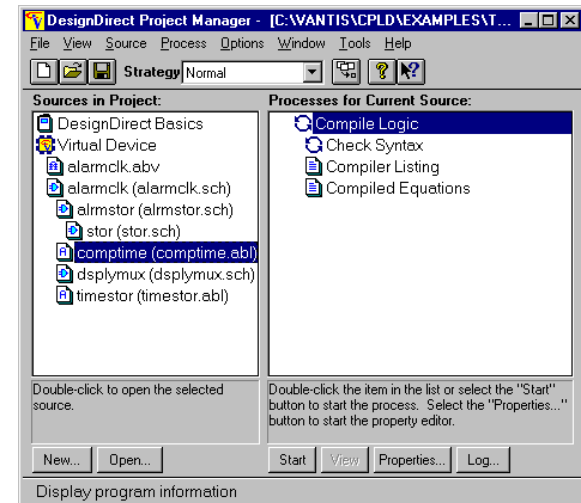 DesignDirect Project Manager - [C:\VANTIS\CPLD\EXAMPLES\T...
File View Source Process Options Window Tools Help
Strategy Normal
Sources in Project:
DesignDirect Basics
Virtual Device
alarmclk.abv
alarmclk (alarmclk.sch)
alrmstor (alrmstor.sch)
stor (stor.sch)
comptime (comptime.abl)
dsplymux (dsplymux.sch)
timestor (timestor.abl)
Double-click to open the selected
source.
New... Open...
Processes for Current Source:
Compile Logic
Check Syntax
Compiler Listing
Compiled Equations
Double-click the item in the list or select the "Start"
button to start the process. Select the "Properties..."
button to start the property editor.
Start View Properties... Log...
Display program information